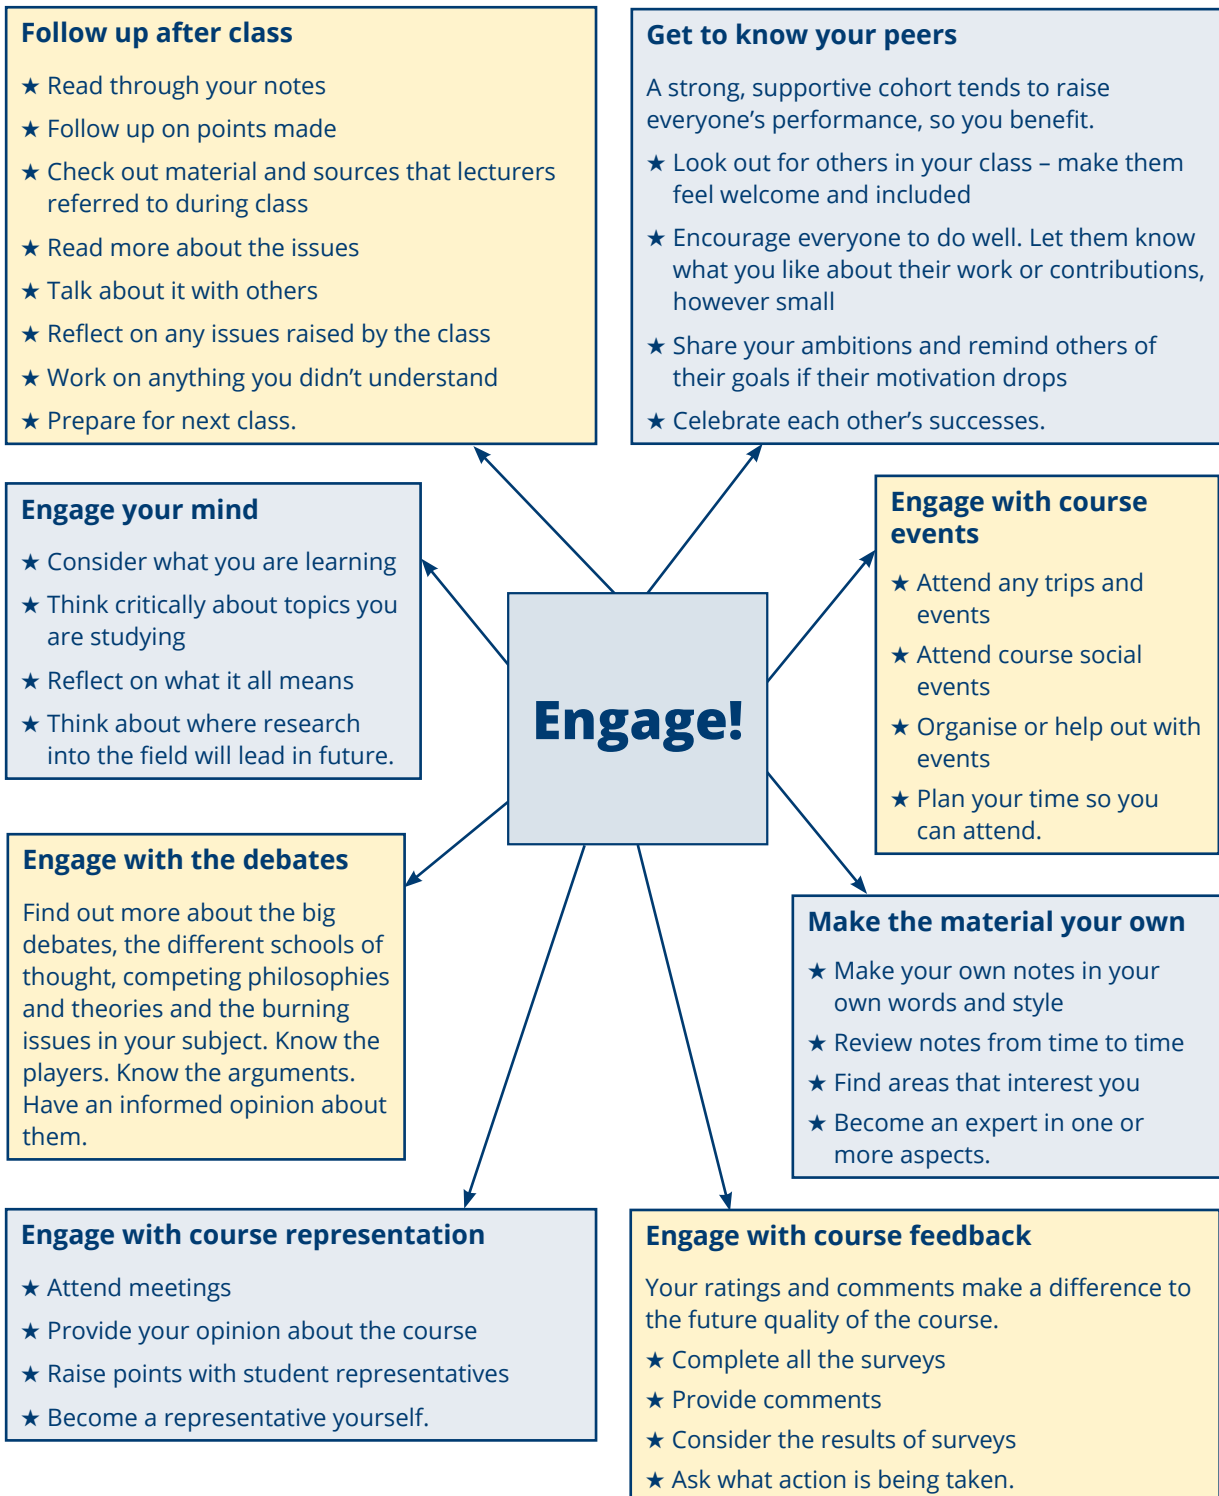 Follow up after class
★ Read through your notes
★ Follow up on points made
★ Check out material and sources that lecturers
referred to during class
★ Read more about the issues
★ Talk about it with others
★ Reflect on any issues raised by the class
★ Work on anything you didn’t understand
★ Prepare for next class.
Get to know your peers
A strong, supportive cohort tends to raise
everyone’s performance, so you benefit.
★ Look out for others in your class – make them
feel welcome and included
★ Encourage everyone to do well. Let them know
what you like about their work or contributions,
however small
★ Share your ambitions and remind others of
their goals if their motivation drops
★ Celebrate each other’s successes.
Engage your mind
★ Consider what you are learning
★ Think critically about topics you
are studying
★ Reflect on what it all means
★ Think about where research
into the field will lead in future.
Engage!
Engage with course
events
★ Attend any trips and
events
★ Attend course social
events
★ Organise or help out with
events
★ Plan your time so you
can attend.
Engage with the debates
Find out more about the big
debates, the different schools of
thought, competing philosophies
and theories and the burning
issues in your subject. Know the
players. Know the arguments.
Have an informed opinion about
them.
Make the material your own
★ Make your own notes in your
own words and style
★ Review notes from time to time
★ Find areas that interest you
★ Become an expert in one or
more aspects.
Engage with course representation
★ Attend meetings
★ Provide your opinion about the course
★ Raise points with student representatives
★ Become a representative yourself.
Engage with course feedback
Your ratings and comments make a difference to
the future quality of the course.
★ Complete all the surveys
★ Provide comments
★ Consider the results of surveys
★ Ask what action is being taken.